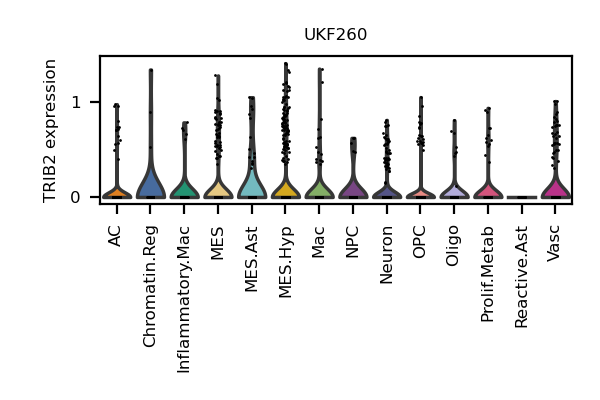 UKF260
TRIB2 expression
1
0
AC
Chromatin.Reg
Inflammatory.Mac
MES
MES.Ast
MES.Hyp
Mac
NPC
Neuron
OPC
Oligo
Prolif.Metab
Reactive.Ast
Vasc